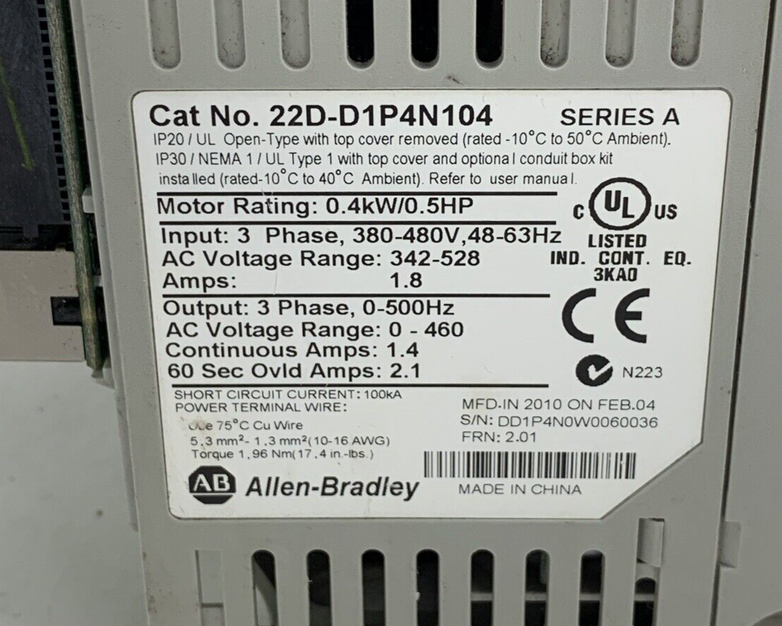 Cat No. 22D-D1P4N104 SERIES A
IP20 / UL Open-Type with top cover removed (rated -10°C to 50°C Ambient).
IP30 / NEMA 1 / UL Type 1 with top cover and optional conduit box kit
installed (rated-10°C to 40°C Ambient). Refer to user manual.
Motor Rating: 0.4kW/0.5HP
Input: 3 Phase, 380-480V,48-63Hz
AC Voltage Range: 342-528
Amps: 1.8
C UL US
LISTED
IND. CONT. EQ.
3KA0
CE
Output: 3 Phase, 0-500Hz
AC Voltage Range: 0 - 460
Continuous Amps: 1.4
60 Sec Ovld Amps: 2.1
N223
SHORT CIRCUIT CURRENT: 100kA
POWER TERMINAL WIRE:
75°C Cu Wire
5,3 mm²- 1,3 mm²(10-16 AWG)
Torque 1,96 Nm(17,4 in.-lbs.)
MFD.IN 2010 ON FEB.04
S/N: DD1P4N0W0060036
FRN: 2.01
AB Allen-Bradley
MADE IN CHINA